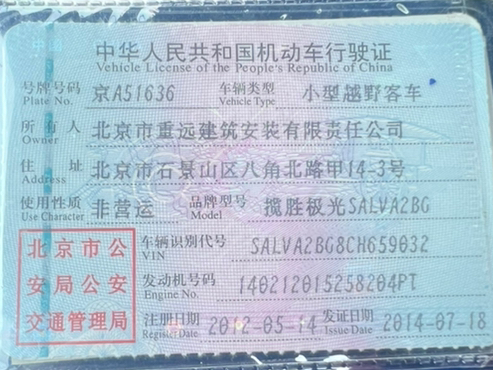 中华人民共和国机动车行驶证
Vehicle License of the People's Republic of China
号牌号码 京A51636 车辆类型 小型越野客车
Plate No. Vehicle Type
所有人 北京市重远建筑安装有限责任公司
Owner
住址 北京市石景山区八角北路甲14-3号
Address
使用性质 非营运 品牌型号 揽胜极光SALVA2BG
Use Character Model
北京市公安局公安交通管理局
车辆识别代号 SALVA2BG8CH659032
VIN
发动机号码 140212015258204PT
Engine No.
注册日期 2012-05-14 发证日期 2014-07-18
Register Date Issue Date